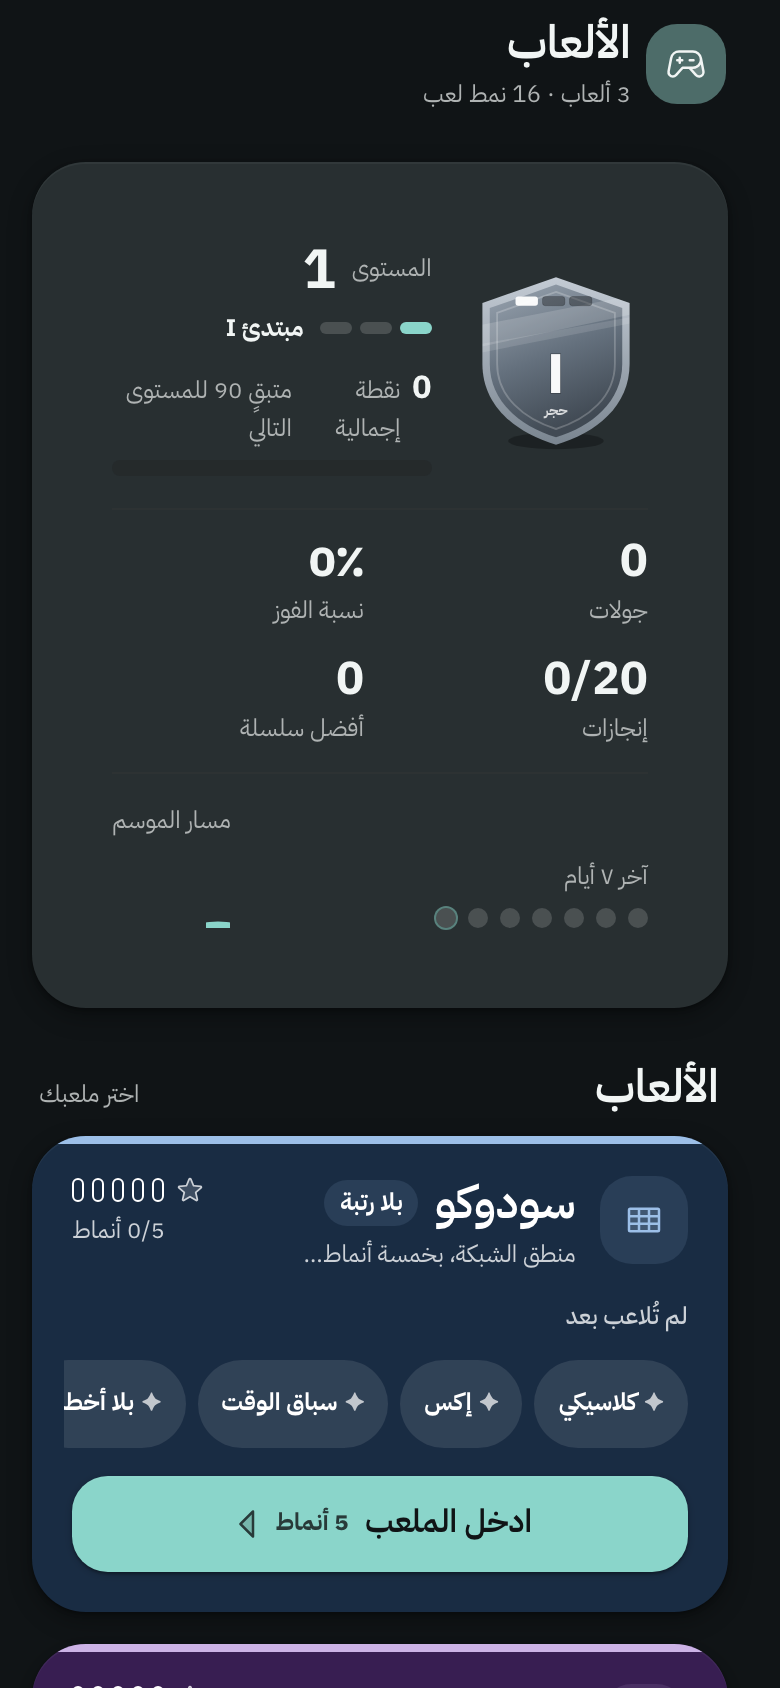 الألعاب
3 ألعاب · 16 نمط لعب
المستوى 1
مبتدئ I
I
حجر
0 نقطة إجمالية
متبقٍ 90 للمستوى التالي
0
جولات
0٪
نسبة الفوز
0/20
إنجازات
0
أفضل سلسلة
مسار الموسم
آخر ٧ أيام
الألعاب
اختر ملعبك
سودوكو
بلا رتبة
منطق الشبكة، بخمسة أنماط...
0/5 أنماط
لم تُلاعب بعد
كلاسيكي
إكس
سباق الوقت
بلا أخط
ادخل الملعب 5 أنماط